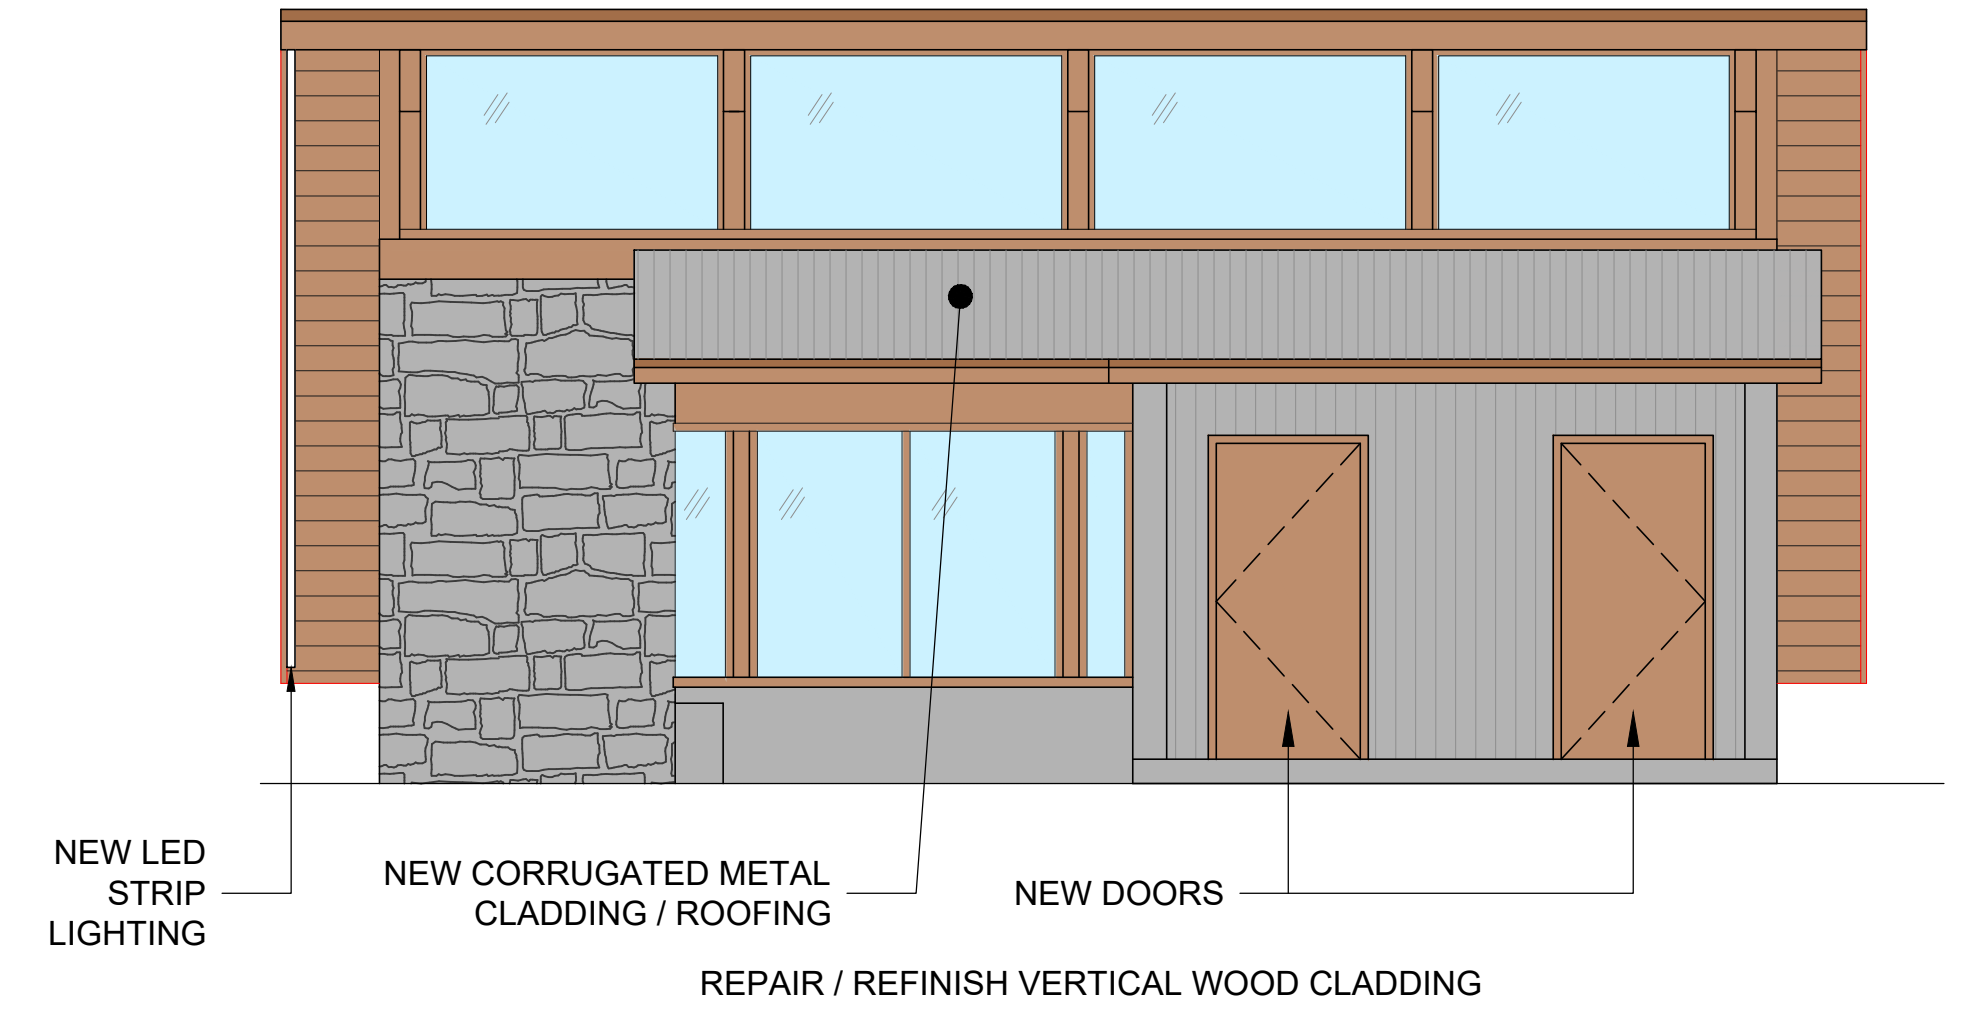 NEW LED
STRIP
LIGHTING
NEW CORRUGATED METAL
CLADDING / ROOFING
NEW DOORS
REPAIR / REFINISH VERTICAL WOOD CLADDING